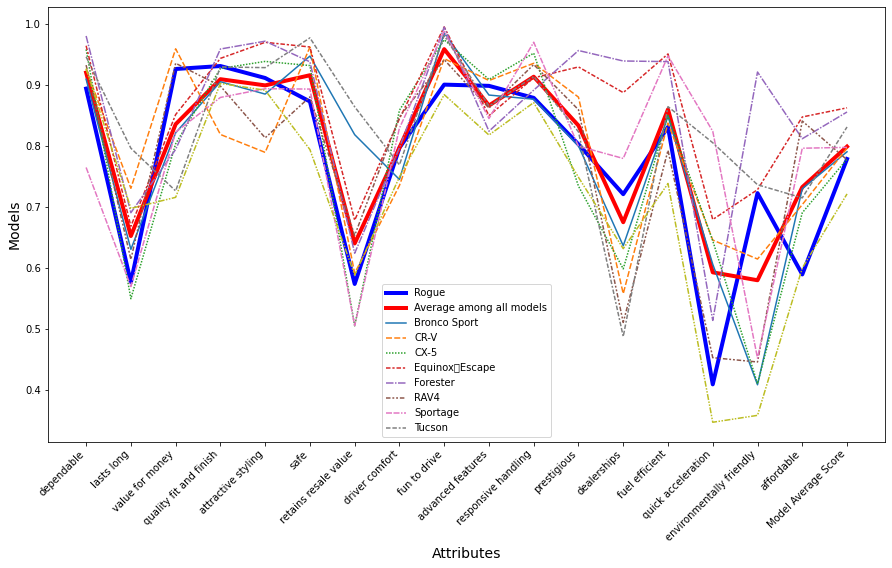 1.0
0.9
0.8
0.7
0.6
0.5
0.4
Models
Rogue
Average among all models
Bronco Sport
CR-V
CX-5
Equinox▯Escape
Forester
RAV4
Sportage
Tucson
dependable
lasts long
value for money
quality fit and finish
attractive styling
safe
retains resale value
driver comfort
fun to drive
advanced features
responsive handling
prestigious
dealerships
fuel efficient
quick acceleration
environmentally friendly
affordable
Model Average Score
Attributes